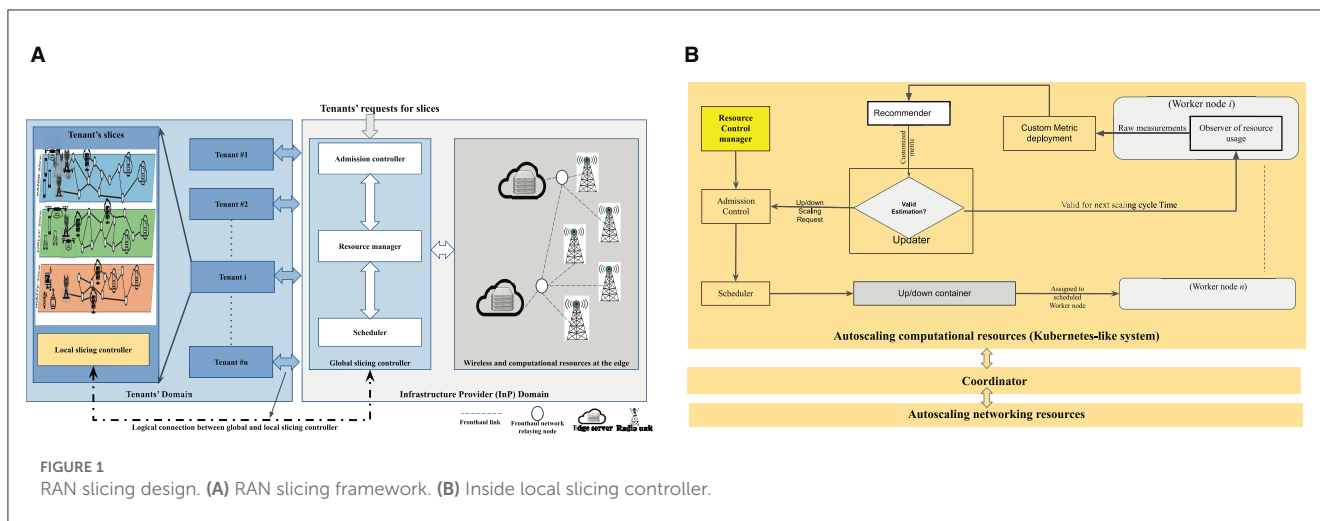 A
Tenants' requests for slices
Tenant's slices
Local slicing controller
Tenant #1
Tenant #2
Tenant i
Tenant #n
Tenants' Domain
Admission controller
Resource manager
Scheduler
Global slicing controller
Wireless and computational resources at the edge
Infrastructure Provider (InP) Domain
Logical connection between global and local slicing controller
Fronthaul link
Fronthaul network
relaying node
Edge server
Radio unit
B
Resource
Control
manager
Admission
Control
Scheduler
Recommender
Customized
metric
Valid
Estimation?
Updater
Up/down
Scaling
Request
Custom Metric
deployment
Raw measurements
(Worker node i)
Observer of resource
usage
Valid for next scaling cycle Time
Up/down container
Assigned to
scheduled
Worker node
(Worker node n)
Autoscaling computational resources (Kubernetes-like system)
Coordinator
Autoscaling networking resources
FIGURE 1
RAN slicing design. (A) RAN slicing framework. (B) Inside local slicing controller.